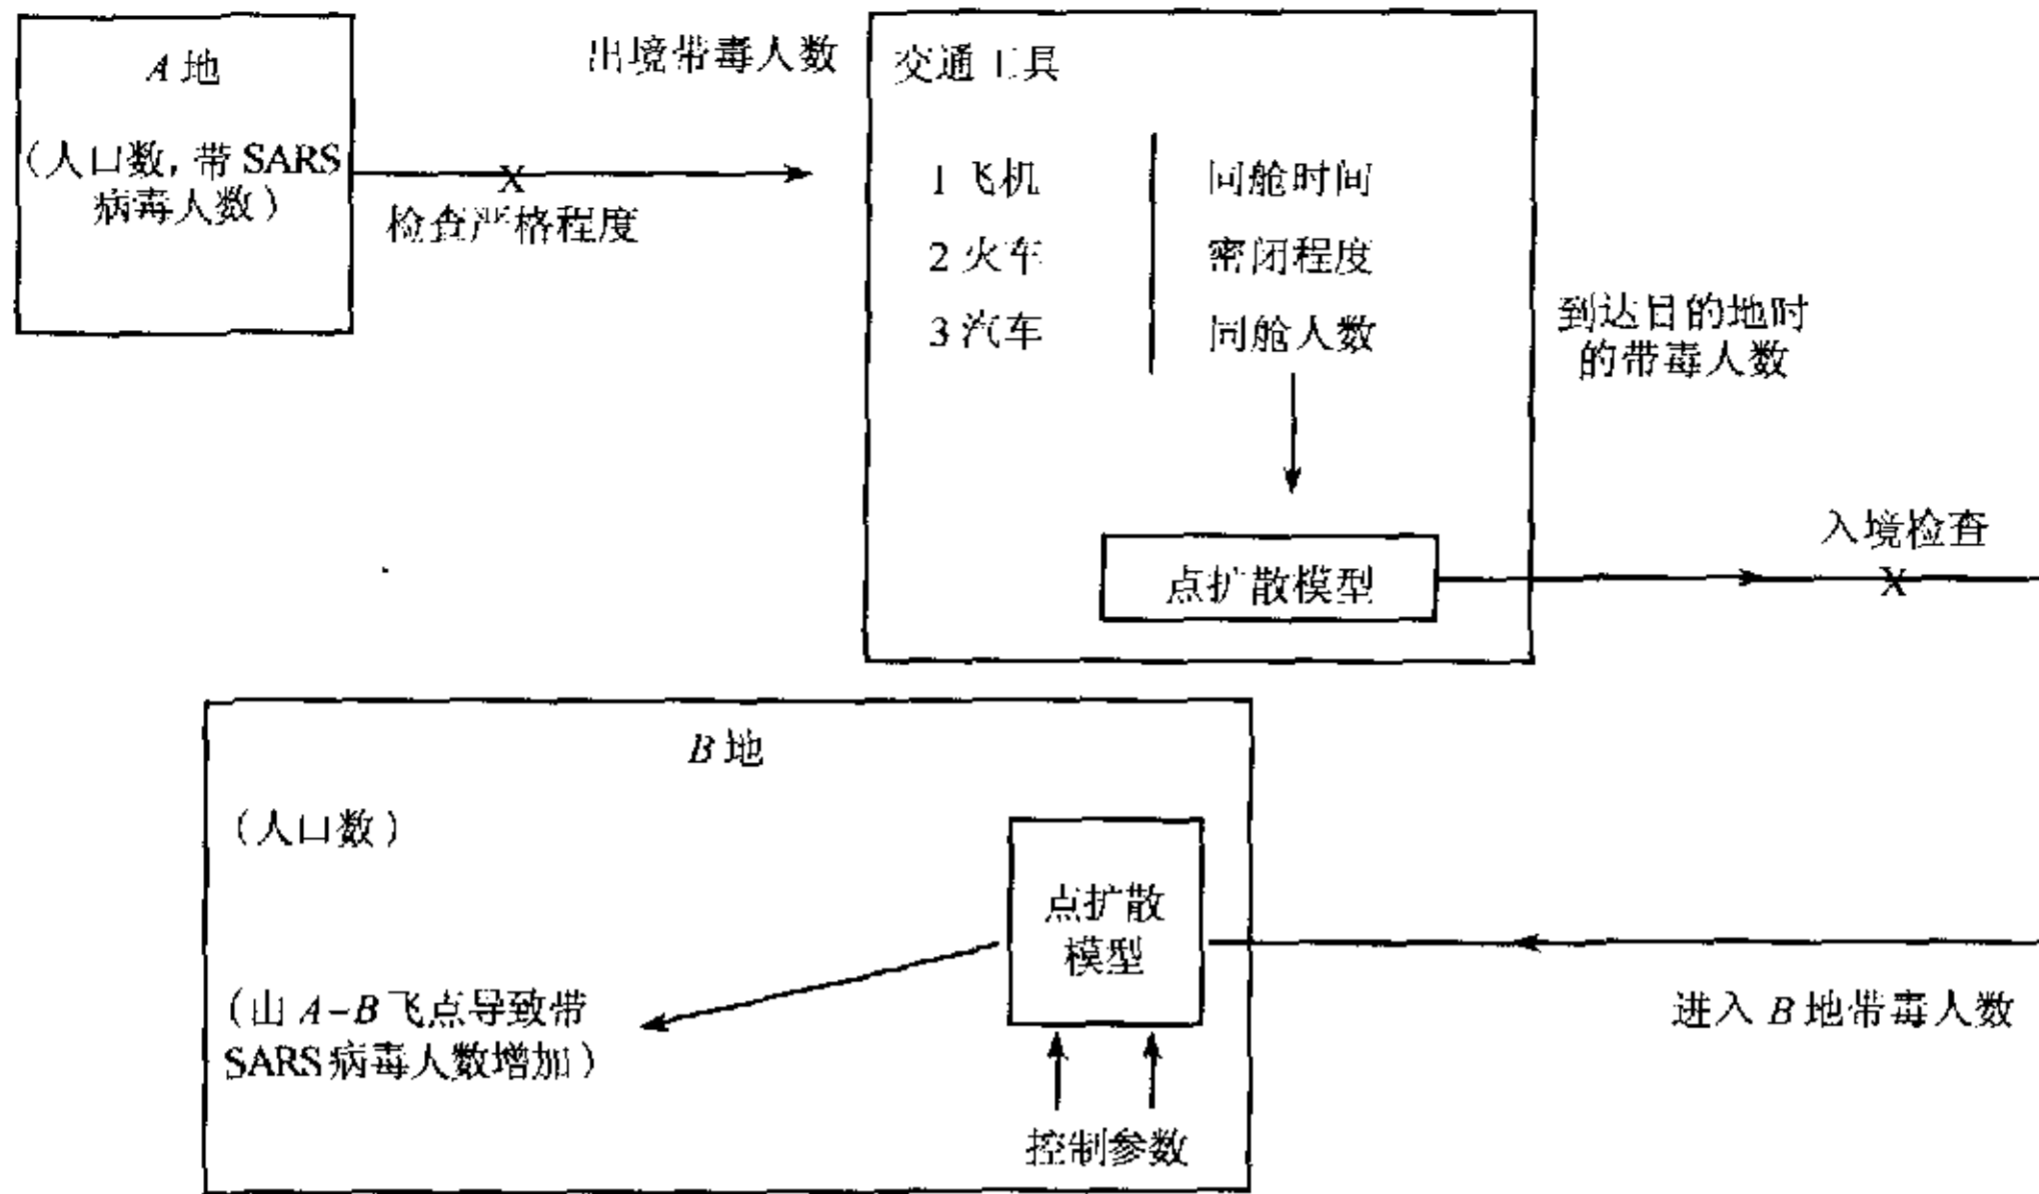 A 地
(人口数, 带 SARS
病毒人数)
出境带毒人数
X
检查严格程度
交通工具
1 飞机
同舱时间
2 火车
密闭程度
3 汽车
同舱人数
点扩散模型
到达目的地时
的带毒人数
入境检查
X
B 地
(人口数)
点扩散
模型
(由 A-B 飞点导致带
SARS 病毒人数增加)
控制参数
进入 B 地带毒人数